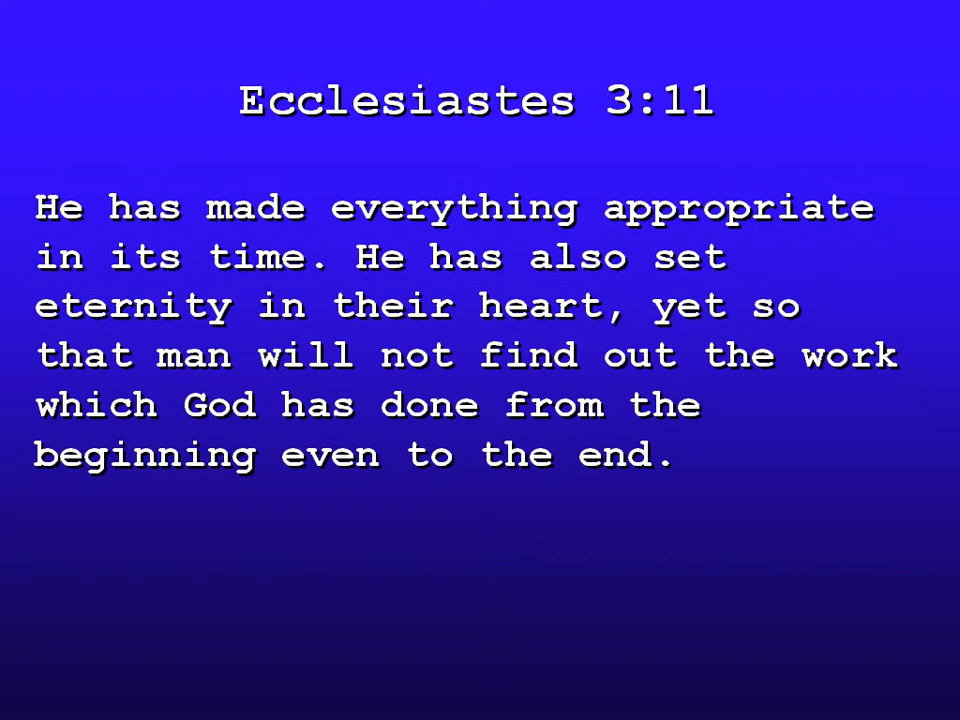 Ecclesiastes 3:11
He has made everything appropriate
in its time. He has also set
eternity in their heart, yet so
that man will not find out the work
which God has done from the
beginning even to the end.